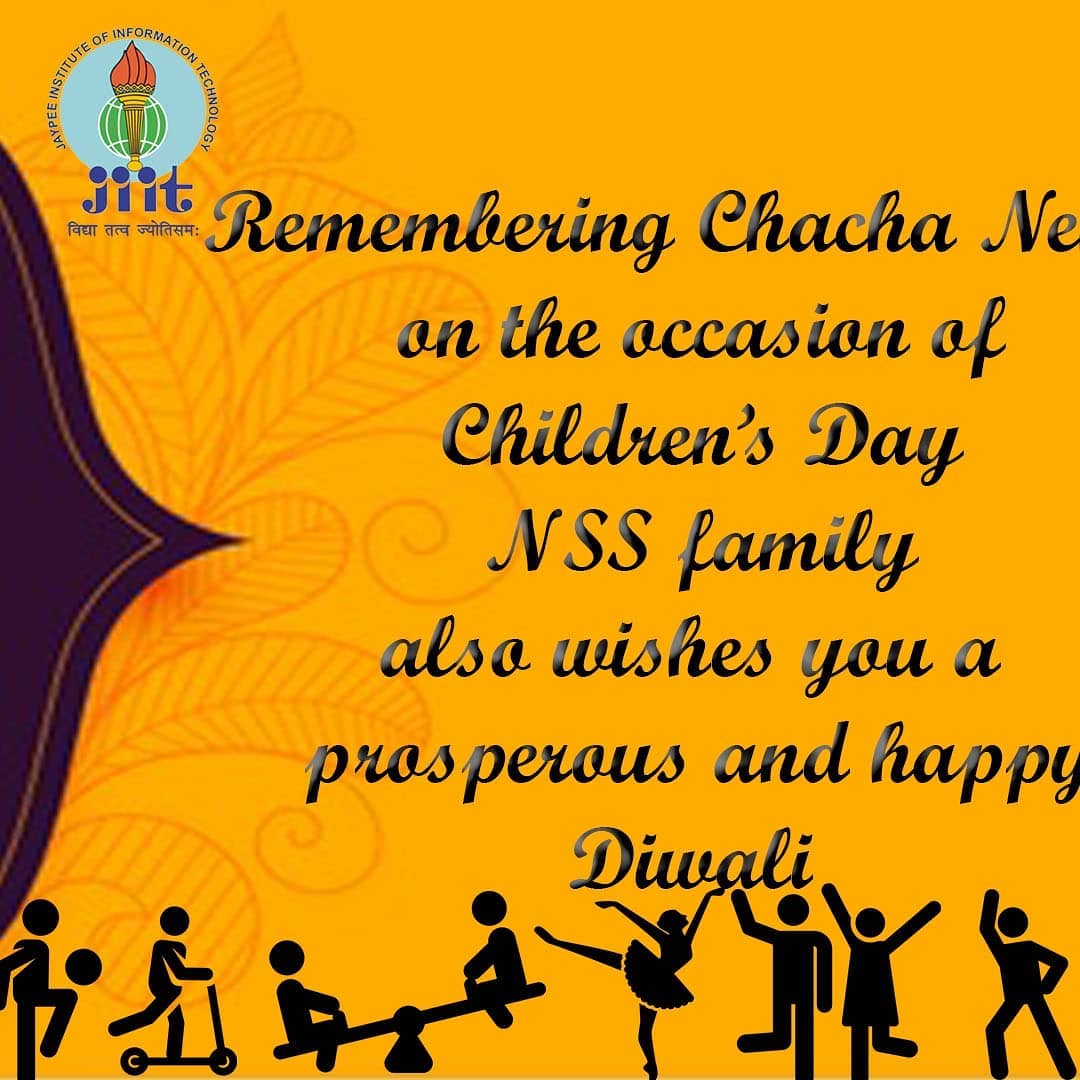 JAYPEE INSTITUTE OF INFORMATION TECHNOLOGY
jiit
विद्या तत्व ज्योतिसम:
Remembering Chacha Ne
on the occasion of
Children's Day
NSS family
also wishes you a
prosperous and happy
Diwali